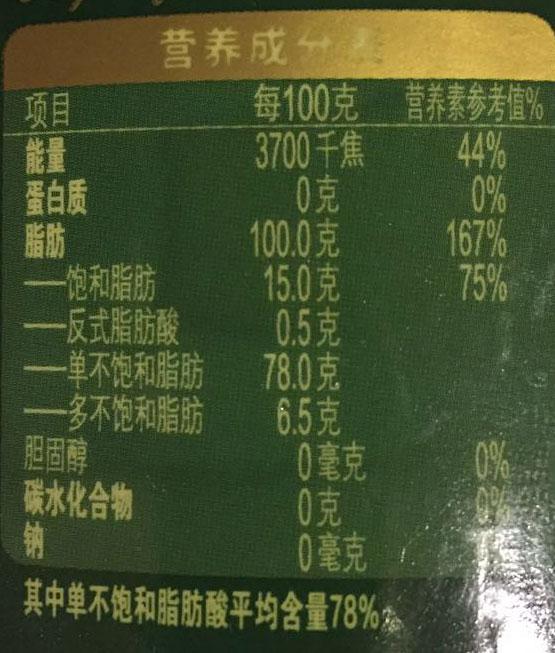 营养成分表
项目 每100克 营养素参考值%
能量 3700千焦 44%
蛋白质 0克 0%
脂肪 100.0克 167%
——饱和脂肪 15.0克 75%
——反式脂肪酸 0.5克
——单不饱和脂肪 78.0克
——多不饱和脂肪 6.5克
胆固醇 0毫克 0%
碳水化合物 0克 0%
钠 0毫克
其中单不饱和脂肪酸平均含量78%